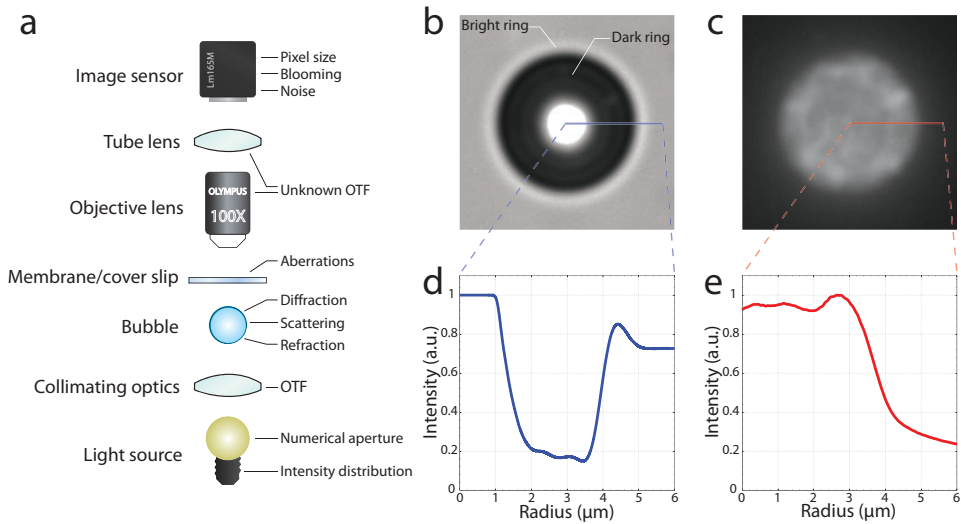 a
Image sensor
Lm165M
Pixel size
Blooming
Noise
Tube lens
Unknown OTF
Objective lens
OLYMPUS
100X
Membrane/cover slip
Aberrations
Bubble
Diffraction
Scattering
Refraction
Collimating optics
OTF
Light source
Numerical aperture
Intensity distribution
b
Bright ring
Dark ring
c
d
Intensity (a.u.)
1
0.8
0.6
0.4
0.2
0
0 1 2 3 4 5 6
Radius (μm)
e
Intensity (a.u.)
1
0.8
0.6
0.4
0.2
0
0 1 2 3 4 5 6
Radius (μm)